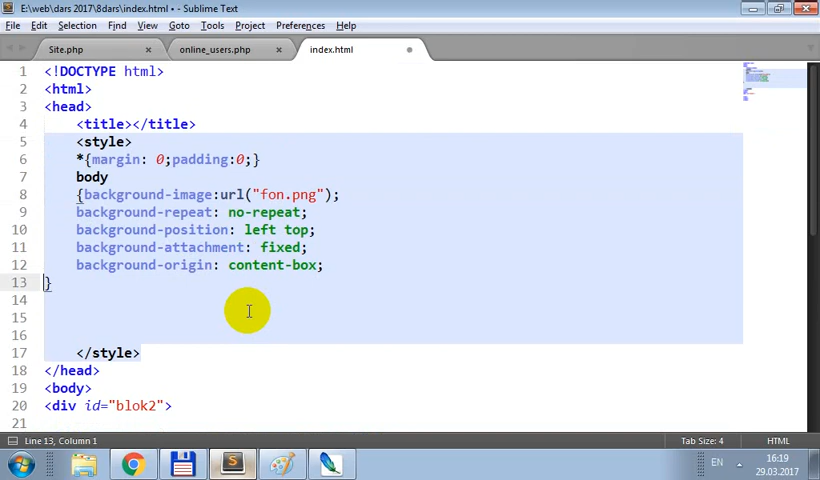 E:\web\dars 2017\8dars\index.html • - Sublime Text
File Edit Selection Find View Goto Tools Project Preferences Help
Site.php × online_users.php × index.html
1 <!DOCTYPE html>
2 <html>
3 <head>
4 <title></title>
5 <style>
6 *{margin: 0;padding:0;}
7 body
8 {background-image:url("fon.png");
9 background-repeat: no-repeat;
10 background-position: left top;
11 background-attachment: fixed;
12 background-origin: content-box;
13 }
14
15
16
17 </style>
18 </head>
19 <body>
20 <div id="blok2">
21
Line 13, Column 1 Tab Size: 4 HTML
EN 16:19
29.03.2017